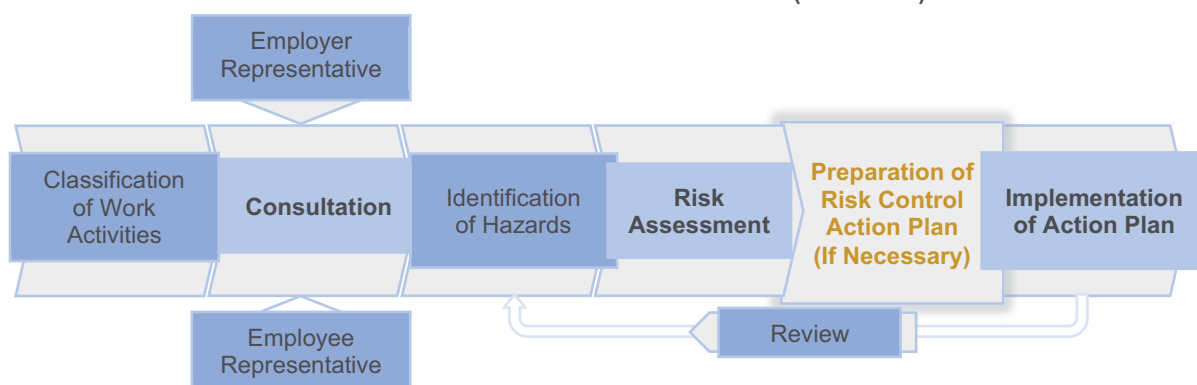 Employer
Representative
Classification
of Work
Activities
Consultation
Identification
of Hazards
Risk
Assessment
Preparation of
Risk Control
Action Plan
(If Necessary)
Implementation
of Action Plan
Review
Employee
Representative